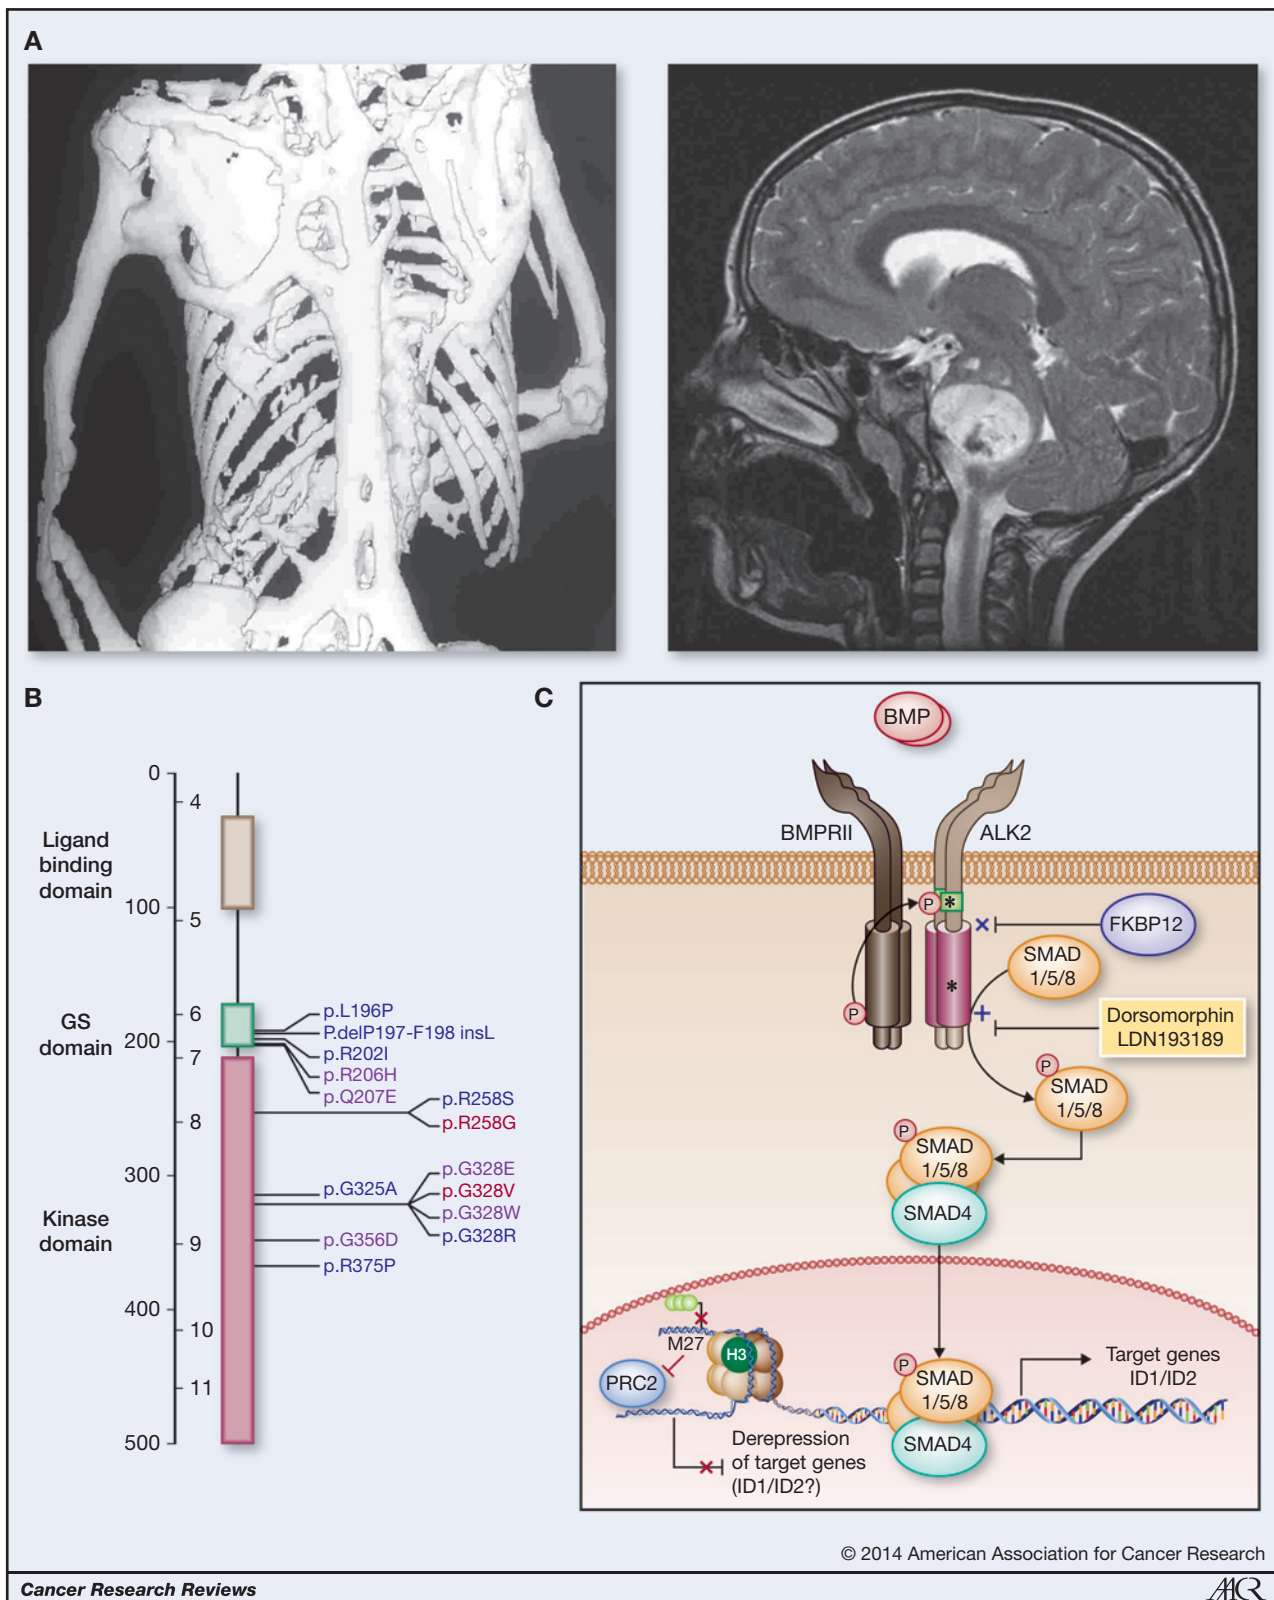 A
B
0
4
Ligand
binding
domain
100
5
6
GS
domain
200
7
8
300
Kinase
domain
9
400
10
11
500
p.L196P
P.delP197-F198 insL
p.R202I
p.R206H
p.Q207E
p.R258S
p.R258G
p.G325A
p.G328E
p.G328V
p.G328W
p.G328R
p.G356D
p.R375P
C
BMP
BMPRII
ALK2
P
*
FKBP12
SMAD
1/5/8
*
P
Dorsomorphin
LDN193189
P
SMAD
1/5/8
P
SMAD
1/5/8
SMAD4
M27
H3
PRC2
Derepression
of target genes
(ID1/ID2?)
P
SMAD
1/5/8
SMAD4
Target genes
ID1/ID2
© 2014 American Association for Cancer Research
Cancer Research Reviews
AACR